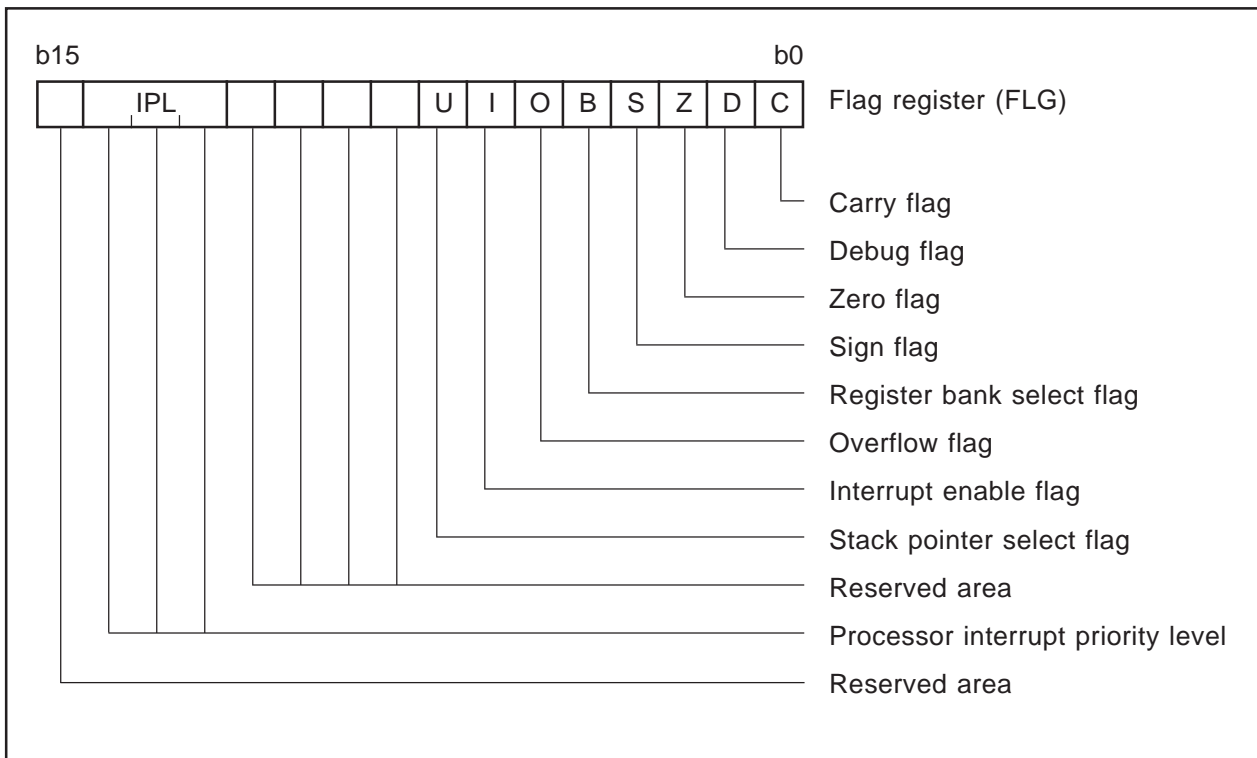 b15 b0
IPL U I O B S Z D C Flag register (FLG)
Carry flag
Debug flag
Zero flag
Sign flag
Register bank select flag
Overflow flag
Interrupt enable flag
Stack pointer select flag
Reserved area
Processor interrupt priority level
Reserved area